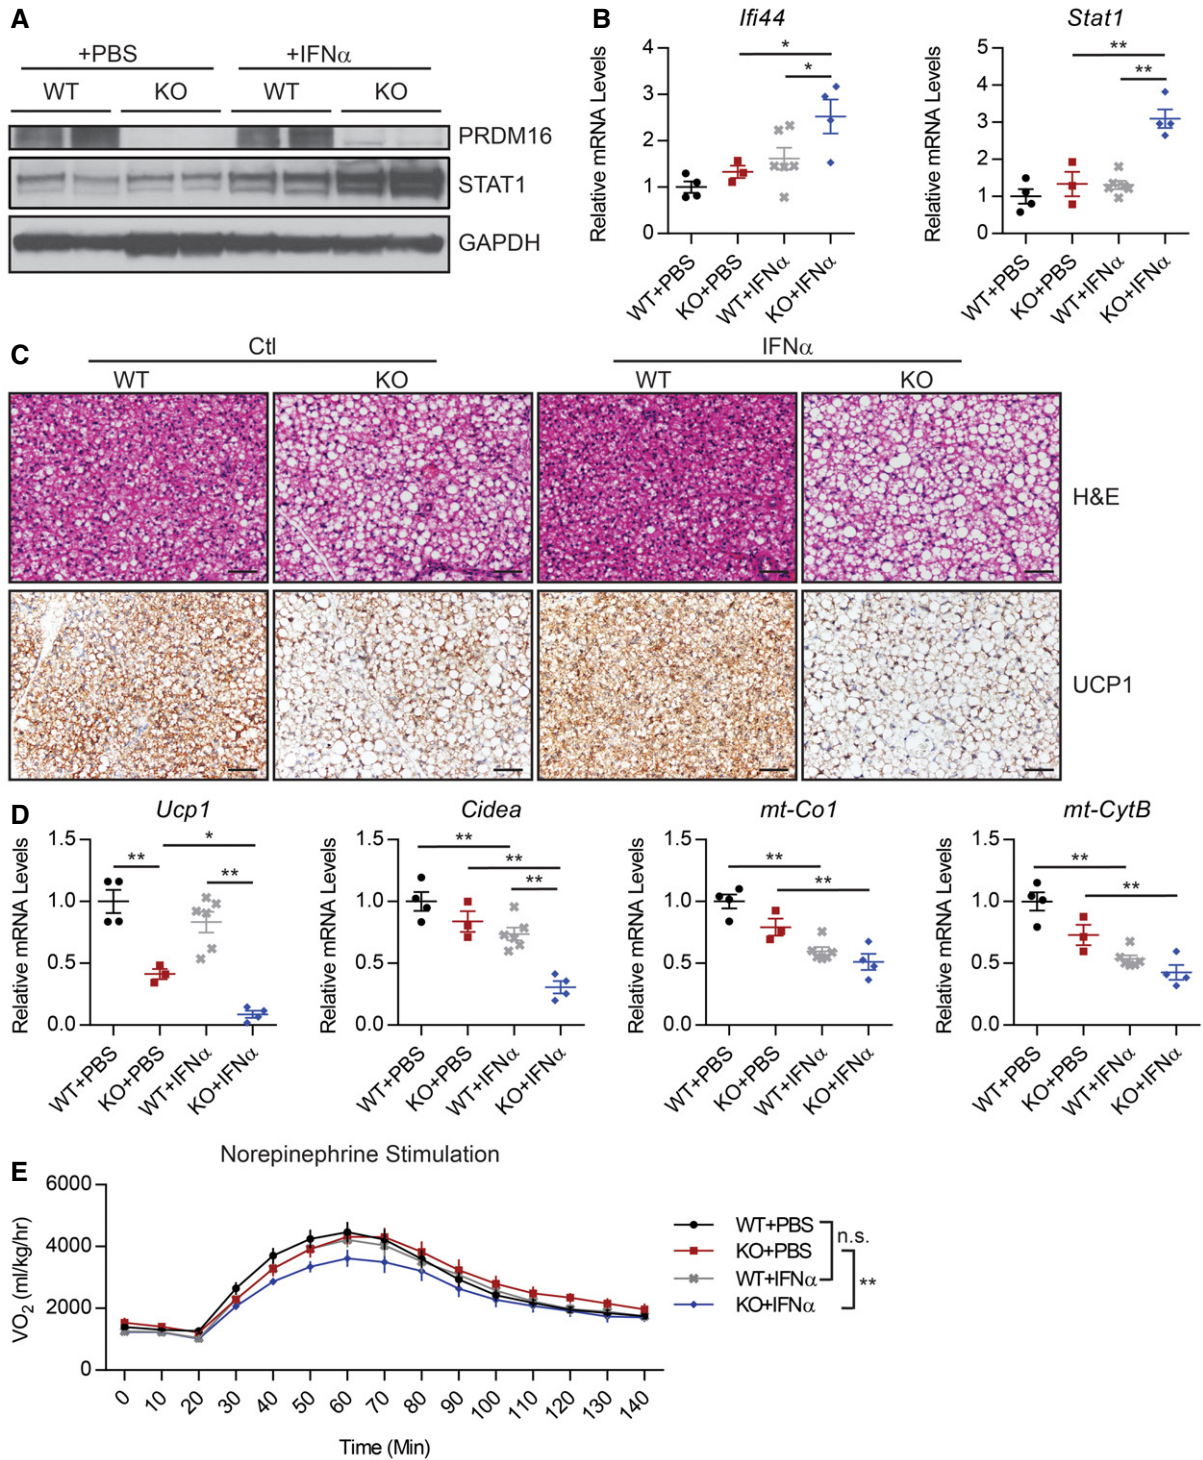 A
+PBS
+IFNα
WT
KO
WT
KO
PRDM16
STAT1
GAPDH
B
Ifi44
Relative mRNA Levels
4
3
2
1
0
*
*
WT+PBS
KO+PBS
WT+IFNα
KO+IFNα
Stat1
Relative mRNA Levels
5
4
3
2
1
0
**
**
WT+PBS
KO+PBS
WT+IFNα
KO+IFNα
C
Ctl
IFNα
WT
KO
WT
KO
H&E
UCP1
D
Ucp1
Relative mRNA Levels
1.5
1.0
0.5
0.0
**
*
**
WT+PBS
KO+PBS
WT+IFNα
KO+IFNα
Cidea
Relative mRNA Levels
1.5
1.0
0.5
0.0
**
**
**
WT+PBS
KO+PBS
WT+IFNα
KO+IFNα
mt-Co1
Relative mRNA Levels
1.5
1.0
0.5
0.0
**
**
WT+PBS
KO+PBS
WT+IFNα
KO+IFNα
mt-CytB
Relative mRNA Levels
1.5
1.0
0.5
0.0
**
**
WT+PBS
KO+PBS
WT+IFNα
KO+IFNα
E
Norepinephrine Stimulation
VO2 (ml/kg/hr)
6000
4000
2000
0
0 10 20 30 40 50 60 70 80 90 100 110 120 130 140
Time (Min)
WT+PBS
KO+PBS
WT+IFNα
KO+IFNα
n.s.
**